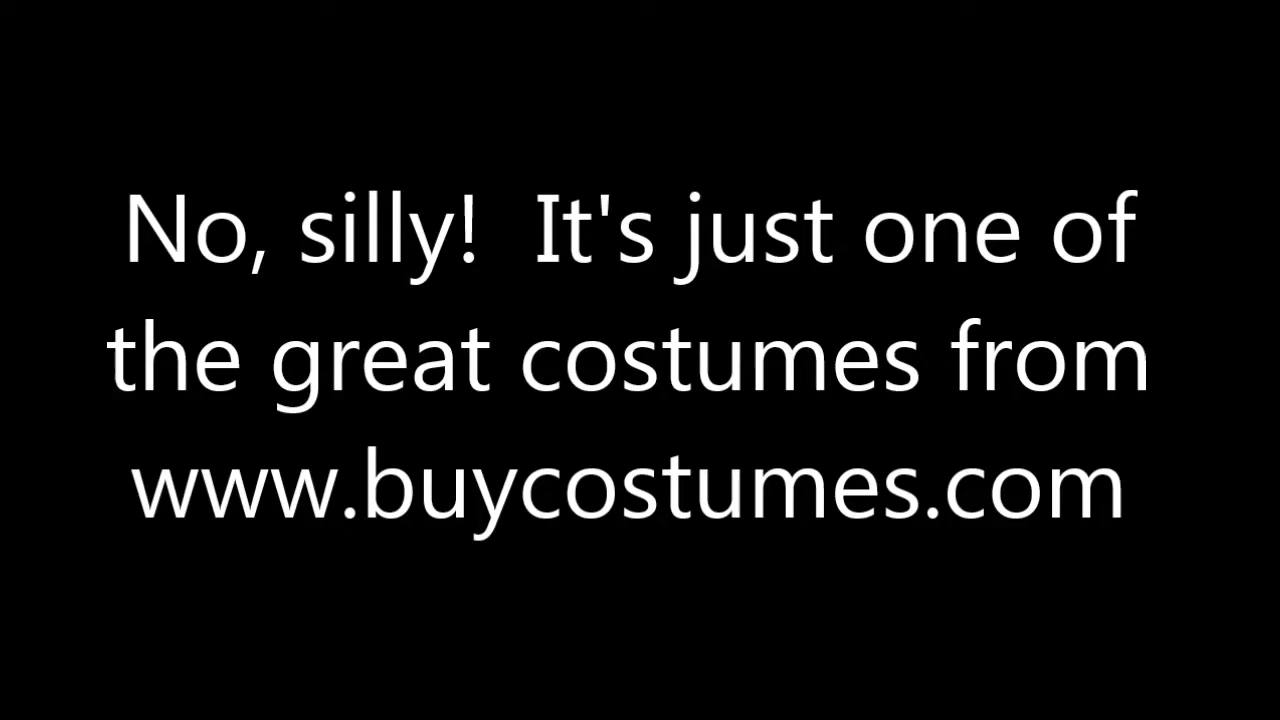 No, silly!  It's just one of
the great costumes from
www.buycostumes.com